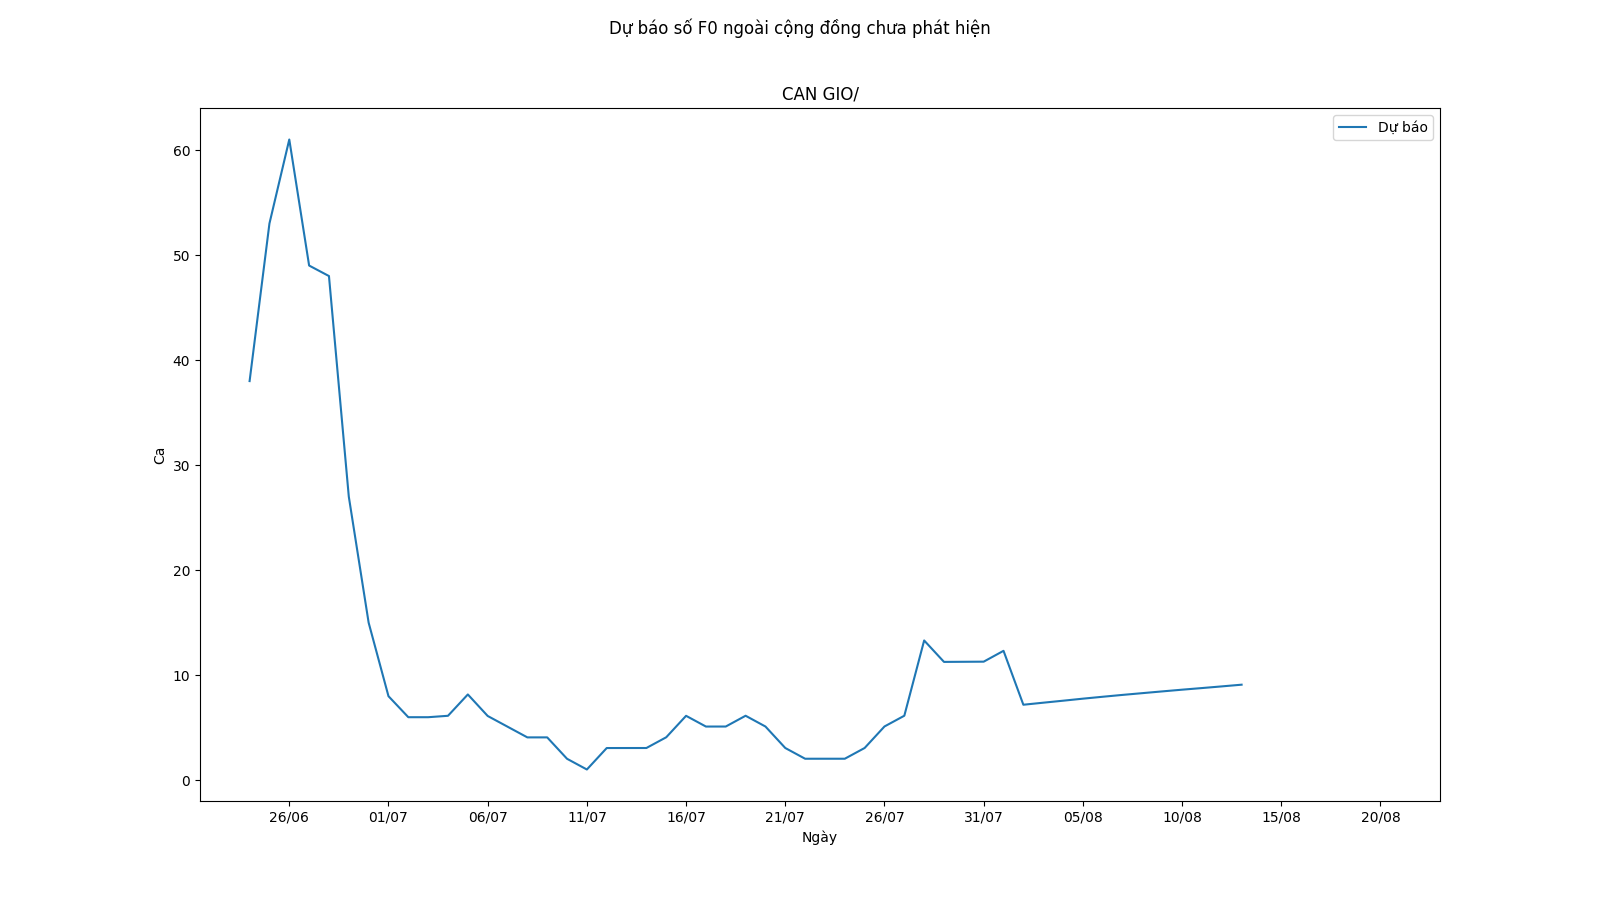 Dự báo số F0 ngoài cộng đồng chưa phát hiện
CAN GIO/
Dự báo
60
50
40
30
20
10
0
Ca
26/06 01/07 06/07 11/07 16/07 21/07 26/07 31/07 05/08 10/08 15/08 20/08
Ngày